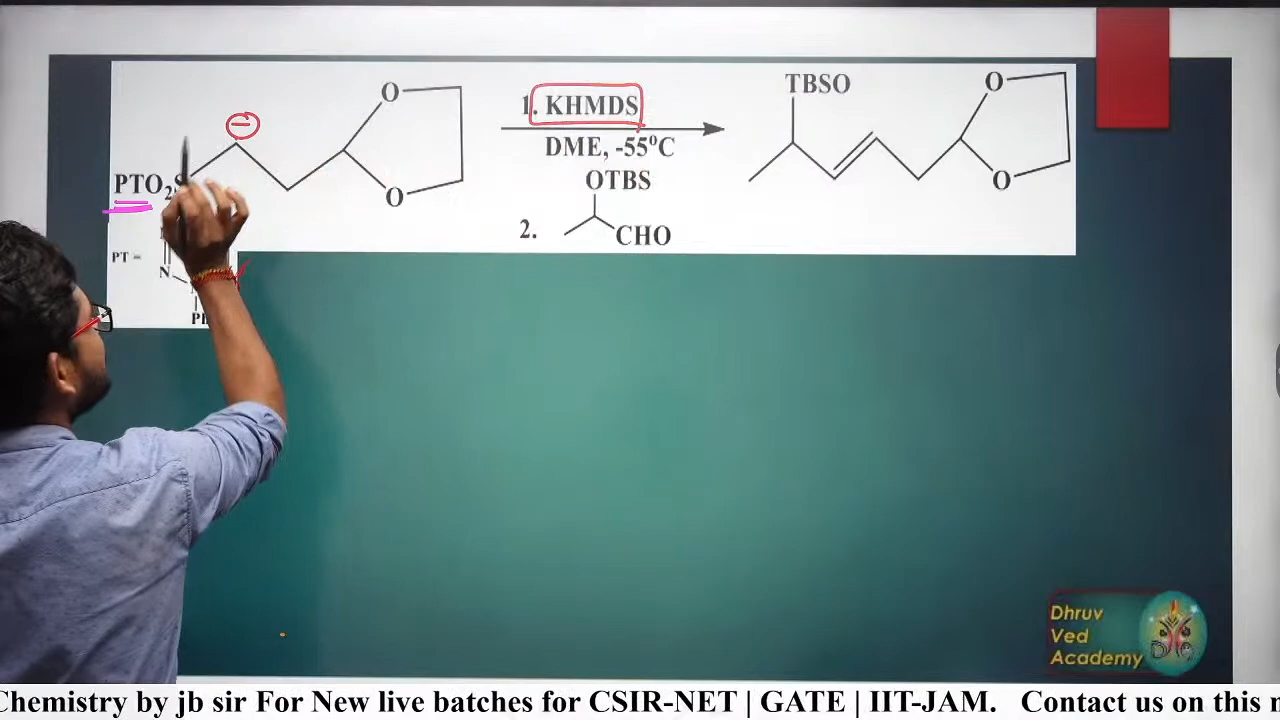 1. KHMDS
DME, -55⁰C
OTBS
2. CHO
PTO₂S
O
O
PT =
N
TBSO
O
O
Dhruv
Ved
Academy
Chemistry by jb sir For New live batches for CSIR-NET | GATE | IIT-JAM. Contact us on this